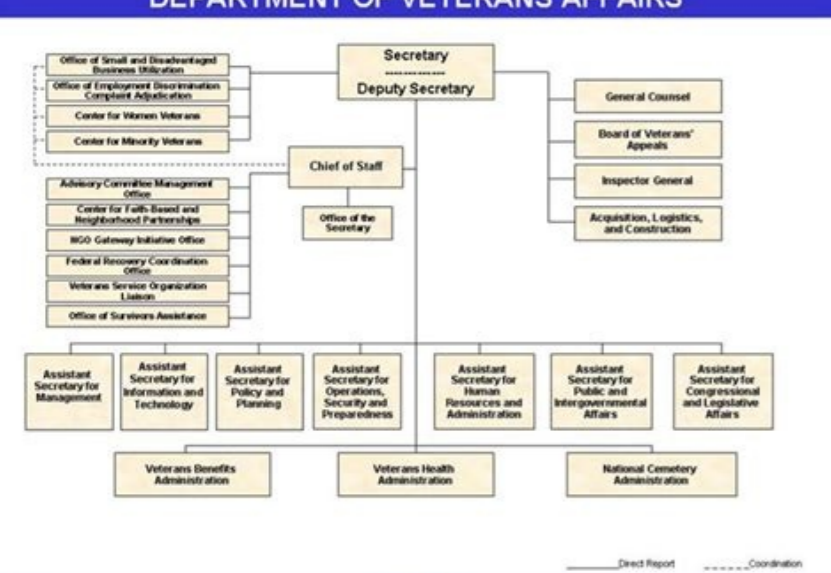 DEPARTMENT OF VETERANS AFFAIRS
Secretary
------------
Deputy Secretary
Office of Small and Disadvantaged
Business Utilization
Office of Employment Discrimination
Complaint Adjudication
Center for Women Veterans
Center for Minority Veterans
General Counsel
Board of Veterans'
Appeals
Inspector General
Acquisition, Logistics,
and Construction
Chief of Staff
Office of the
Secretary
Advisory Committee Management
Office
Center for Faith-Based and
Neighborhood Partnerships
NGO Gateway Initiative Office
Federal Recovery Coordination
Office
Veterans Service Organization
Liaison
Office of Survivors Assistance
Assistant
Secretary for
Management
Assistant
Secretary for
Information and
Technology
Assistant
Secretary for
Policy and
Planning
Assistant
Secretary for
Operations,
Security and
Preparedness
Assistant
Secretary for
Human
Resources and
Administration
Assistant
Secretary for
Public and
Intergovernmental
Affairs
Assistant
Secretary for
Congressional
and Legislative
Affairs
Veterans Benefits
Administration
Veterans Health
Administration
National Cemetery
Administration
Direct Report
Coordination